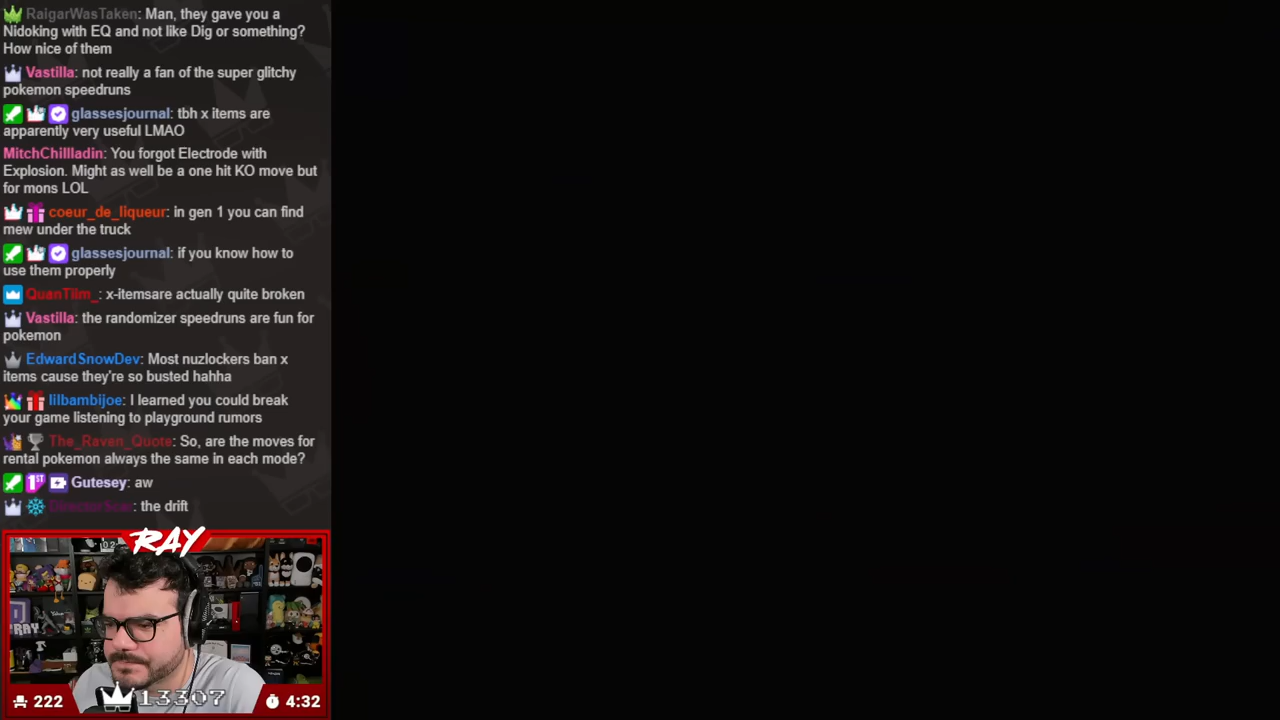 RaigarWasTaken: Man, they gave you a
Nidoking with EQ and not like Dig or something?
How nice of them
Vastilla: not really a fan of the super glitchy
pokemon speedruns
glassesjournal: tbh x items are
apparently very useful LMAO
MitchChillladin: You forgot Electrode with
Explosion. Might as well be a one hit KO move but
for mons LOL
coeur_de_liqueur: in gen 1 you can find
mew under the truck
glassesjournal: if you know how to
use them properly
QuanTilm_: x-itemsare actually quite broken
Vastilla: the randomizer speedruns are fun for
pokemon
EdwardSnowDev: Most nuzlockers ban x
items cause they're so busted hahha
lilbambijoe: I learned you could break
your game listening to playground rumors
The_Raven_Quote: So, are the moves for
rental pokemon always the same in each mode?
1ST Gutesey: aw
: the drift
RAY
222
13307
4:32